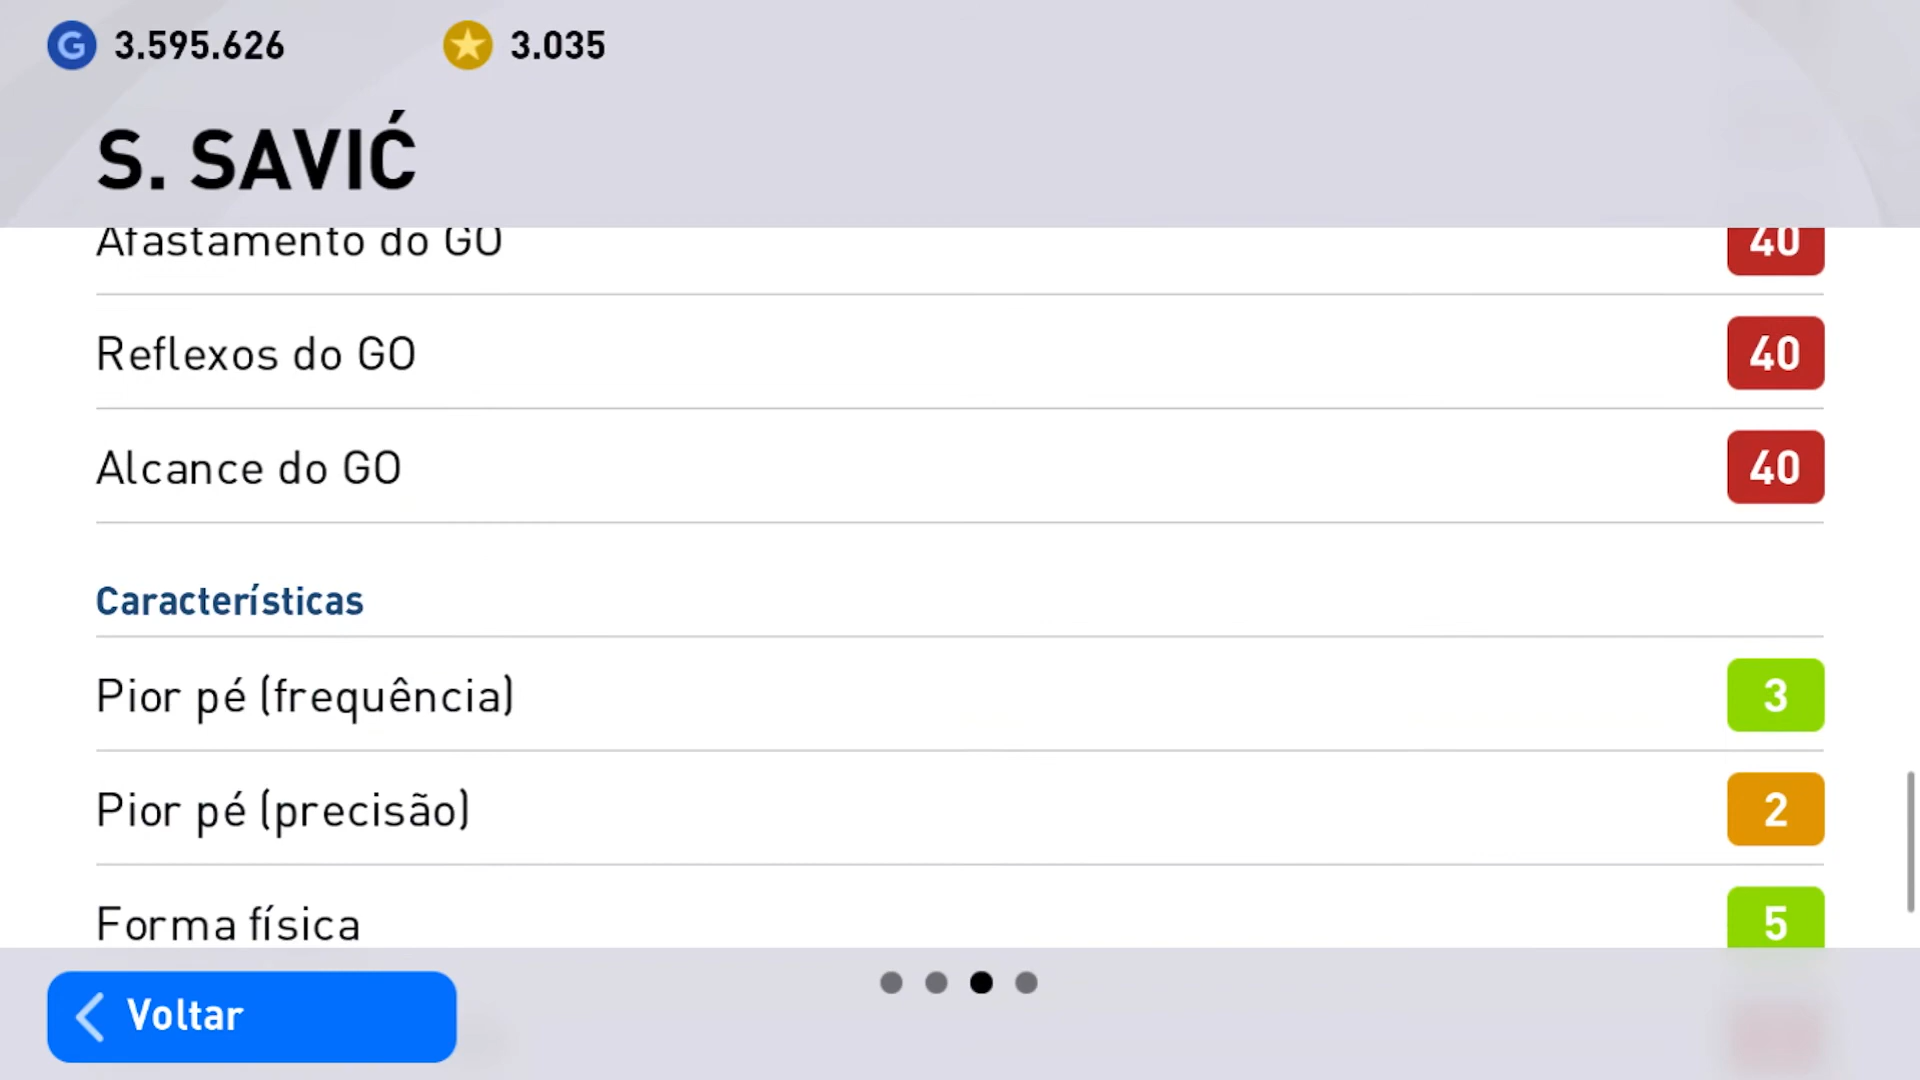 G 3.595.626 3.035
S. SAVIĆ
Afastamento do GO 40
Reflexos do GO 40
Alcance do GO 40
Características
Pior pé (frequência) 3
Pior pé (precisão) 2
Forma física 5
Voltar